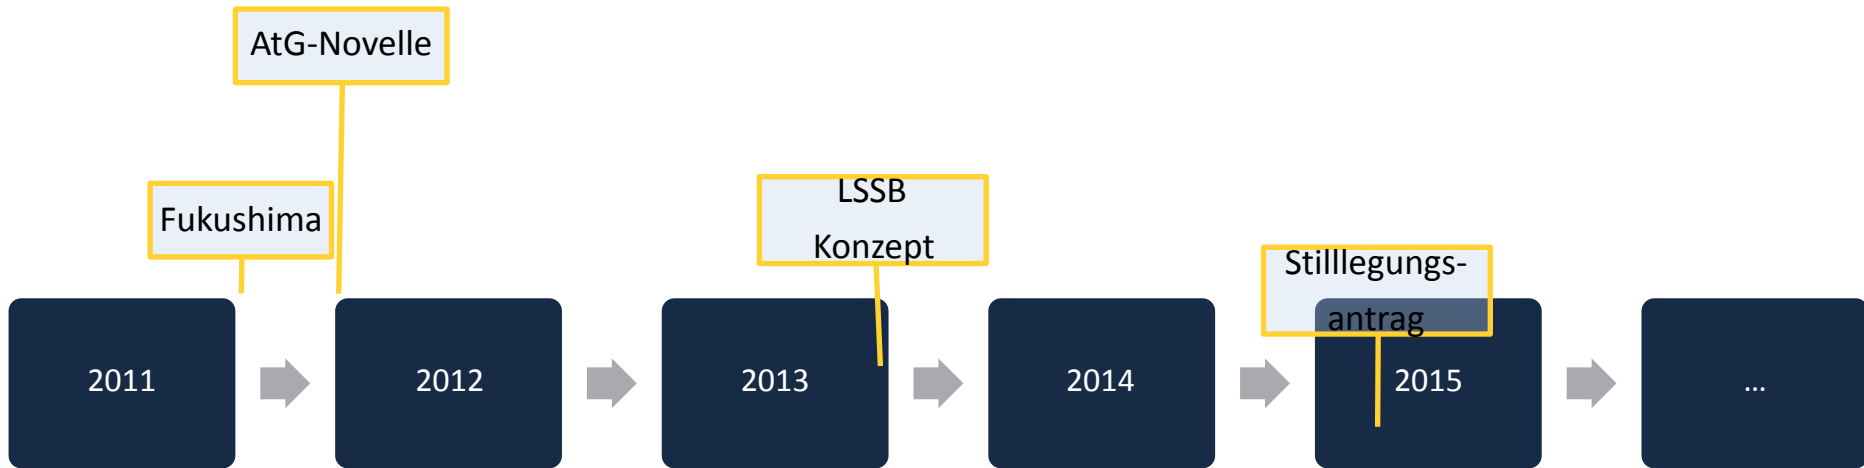 AtG-Novelle
Fukushima
LSSB
Konzept
Stilllegungs-
antrag
2011
2012
2013
2014
2015
...